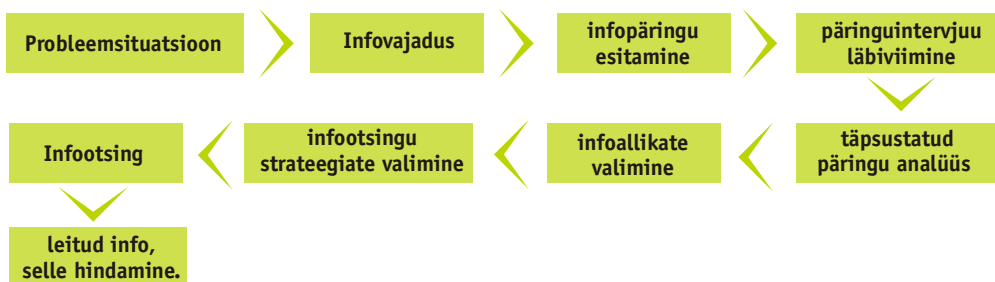 Probleemsituatsioon
Infovajadus
infopäringu
esitamine
päringuintervjuu
läbiviimine
täpsustatud
päringu analüüs
infoallikate
valimine
infootsingu
strateegiate valimine
Infootsing
leitud info,
selle hindamine.